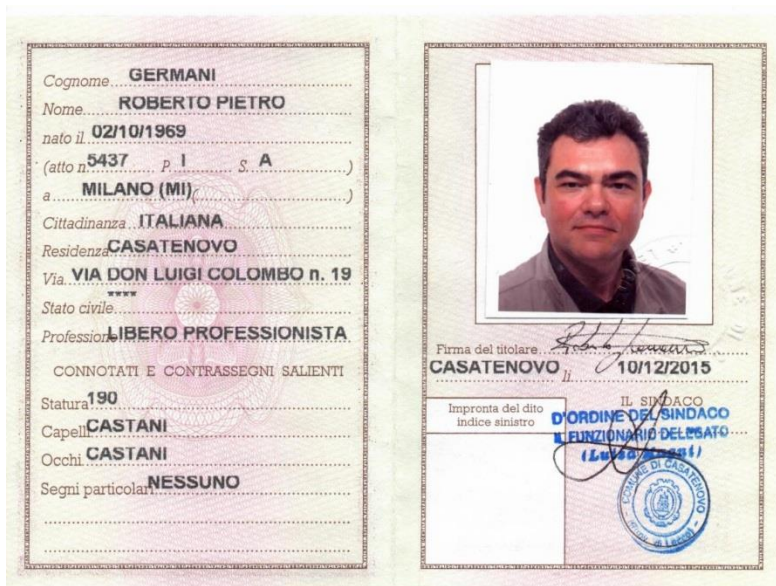 Cognome GERMANI
Nome ROBERTO PIETRO
nato il 02/10/1969
(atto n. 5437 P. I S. A )
a MILANO (MI) ( )
Cittadinanza ITALIANA
Residenza CASATENOVO
Via VIA DON LUIGI COLOMBO n. 19
Stato civile ****
Professione LIBERO PROFESSIONISTA
CONNOTATI E CONTRASSEGNI SALIENTI
Statura 190
Capelli CASTANI
Occhi CASTANI
Segni particolari NESSUNO
Firma del titolare
CASATENOVO li 10/12/2015
Impronta del dito
indice sinistro
IL SINDACO
D'ORDINE DEL SINDACO
IL FUNZIONARIO DELEGATO
COMUNE DI CASATENOVO